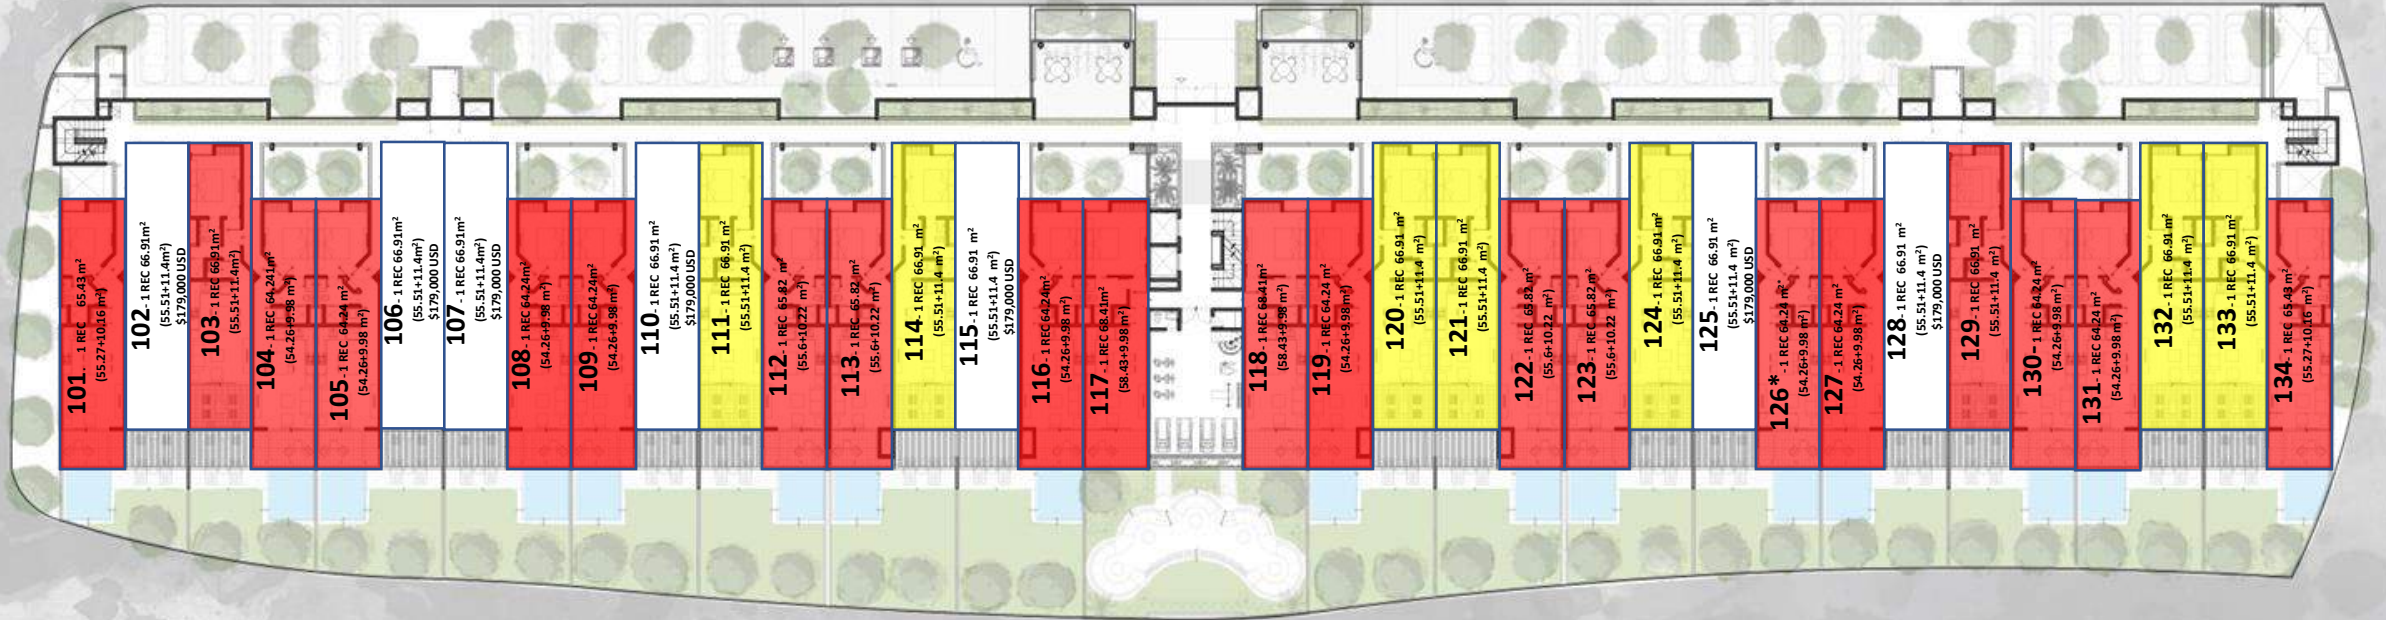 101 - 1 REC 65.43 m²
(55.27+10.16 m²)
102 - 1 REC 66.91m²
(55.51+11.4m²)
$179,000 USD
103 - 1 REC 66.91m²
(55.51+11.4m²)
104 - 1 REC 64.24m²
(54.26+9.98 m²)
105 - 1 REC 64.24 m²
(54.26+9.98 m²)
106 - 1 REC 66.91m²
(55.51+11.4m²)
$179,000 USD
107 - 1 REC 66.91m²
(55.51+11.4m²)
$179,000 USD
108 - 1 REC 64.24m²
(54.26+9.98 m²)
109 - 1 REC 64.24m²
(54.26+9.98 m²)
110 - 1 REC 66.91 m²
(55.51+11.4 m²)
$179,000 USD
111 - 1 REC 66.91 m²
(55.51+11.4 m²)
112 - 1 REC 65.82 m²
(55.6+10.22 m²)
113 - 1 REC 65.82 m²
(55.6+10.22 m²)
114 - 1 REC 66.91 m²
(55.51+11.4 m²)
115 - 1 REC 66.91 m²
(55.51+11.4 m²)
$179,000 USD
116 - 1 REC 64.24m²
(54.26+9.98 m²)
117 - 1 REC 68.41m²
(58.43+9.98 m²)
118 - 1 REC 68.41m²
(58.43+9.98 m²)
119 - 1 REC 64.24 m²
(54.26+9.98m²)
120 - 1 REC 66.91 m²
(55.51+11.4 m²)
121 - 1 REC 66.91 m²
(55.51+11.4 m²)
122 - 1 REC 65.82 m²
(55.6+10.22 m²)
123 - 1 REC 65.82 m²
(55.6+10.22 m²)
124 - 1 REC 66.91 m²
(55.51+11.4 m²)
125 - 1 REC 66.91 m²
(55.51+11.4 m²)
$179,000 USD
126* - 1 REC 64.24 m²
(54.26+9.98 m²)
127 - 1 REC 64.24 m²
(54.26+9.98 m²)
128 - 1 REC 66.91 m²
(55.51+11.4 m²)
$179,000 USD
129 - 1 REC 66.91 m²
(55.51+11.4 m²)
130 - 1 REC 64.24 m²
(54.26+9.98 m²)
131 - 1 REC 64.24 m²
(54.26+9.98 m²)
132 - 1 REC 66.91 m²
(55.51+11.4 m²)
133 - 1 REC 66.91 m²
(55.51+11.4 m²)
134 - 1 REC 65.43 m²
(55.27+10.16 m²)